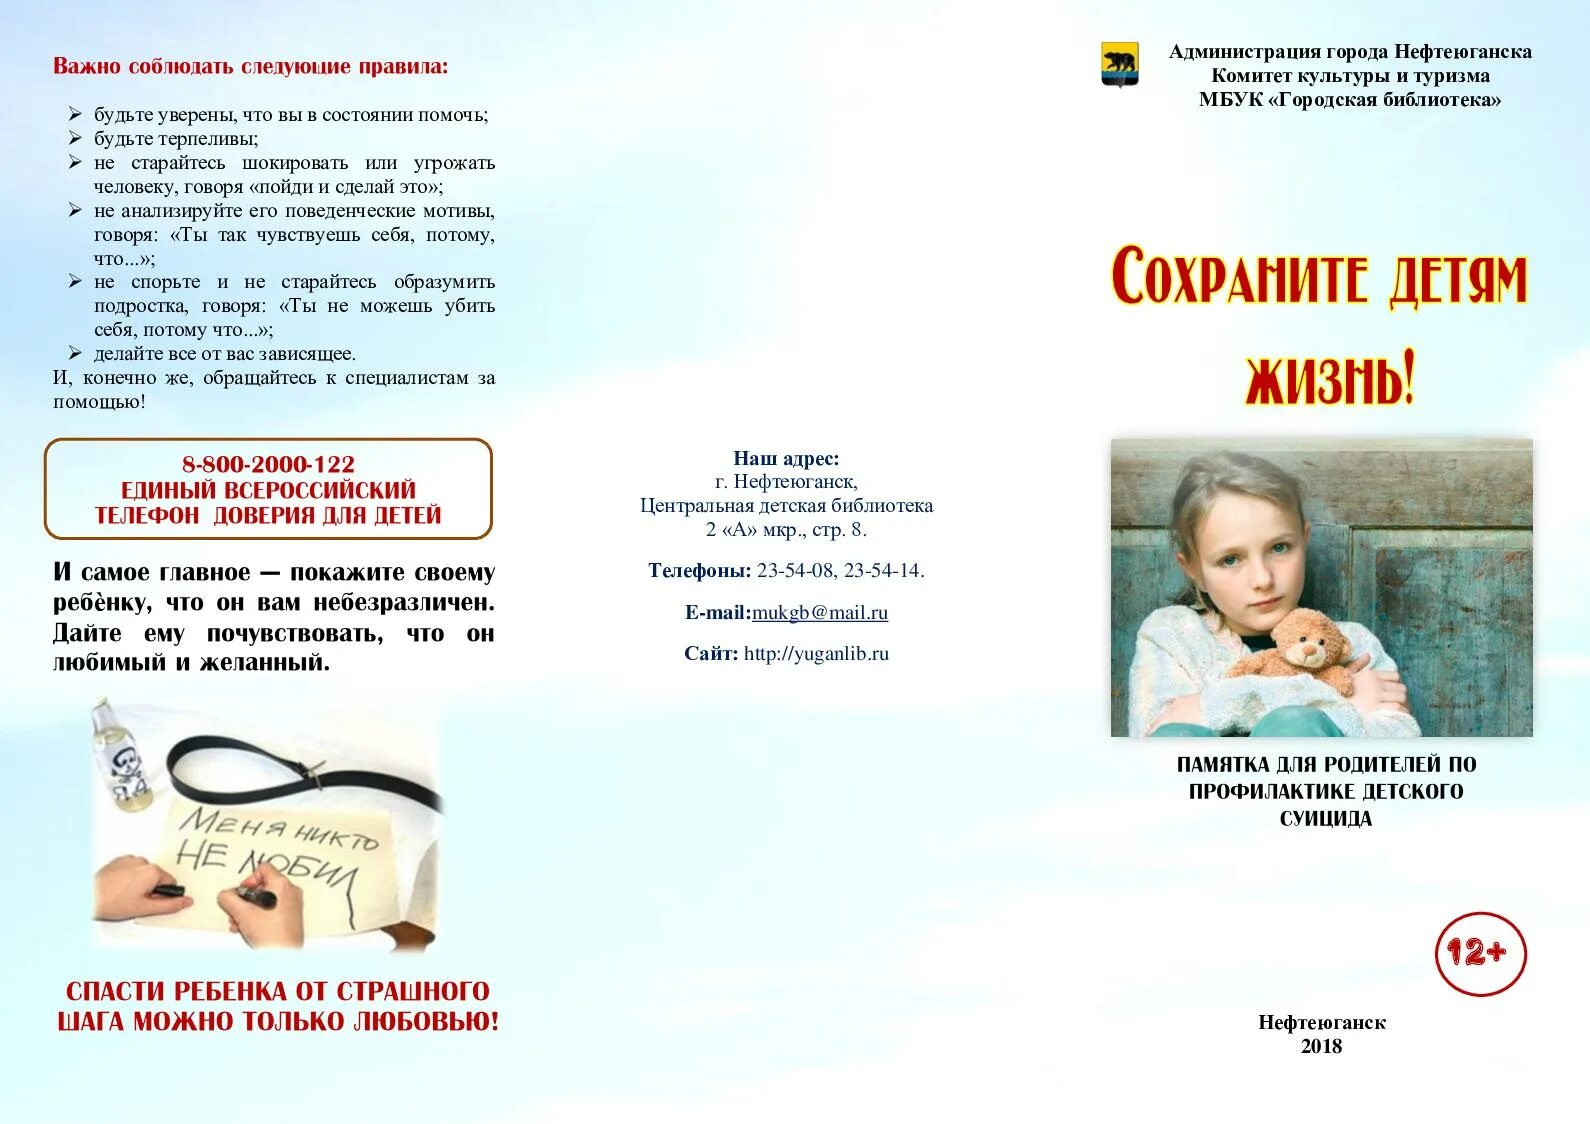 Важно соблюдать следующие правила:
➢ будьте уверены, что вы в состоянии помочь;
➢ будьте терпеливы;
➢ не старайтесь шокировать или угрожать
человеку, говоря «пойди и сделай это»;
➢ не анализируйте его поведенческие мотивы,
говоря: «Ты так чувствуешь себя, потому,
что...»;
➢ не спорьте и не старайтесь образумить
подростка, говоря: «Ты не можешь убить
себя, потому что...»;
➢ делайте все от вас зависящее.
И, конечно же, обращайтесь к специалистам за
помощью!
8-800-2000-122
ЕДИНЫЙ ВСЕРОССИЙСКИЙ
ТЕЛЕФОН ДОВЕРИЯ ДЛЯ ДЕТЕЙ
И самое главное — покажите своему
ребѐнку, что он вам небезразличен.
Дайте ему почувствовать, что он
любимый и желанный.
ЯД
МЕНЯ НИКТО
НЕ ЛЮБИЛ
СПАСТИ РЕБЕНКА ОТ СТРАШНОГО
ШАГА МОЖНО ТОЛЬКО ЛЮБОВЬЮ!
Наш адрес:
г. Нефтеюганск,
Центральная детская библиотека
2 «А» мкр., стр. 8.
Телефоны: 23-54-08, 23-54-14.
E-mail:mukgb@mail.ru
Сайт: http://yuganlib.ru
Администрация города Нефтеюганска
Комитет культуры и туризма
МБУК «Городская библиотека»
СОХРАНИТЕ ДЕТЯМ
ЖИЗНЬ!
ПАМЯТКА ДЛЯ РОДИТЕЛЕЙ ПО
ПРОФИЛАКТИКЕ ДЕТСКОГО
СУИЦИДА
12+
Нефтеюганск
2018